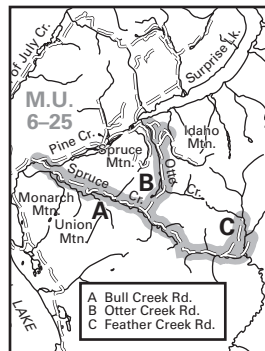 of July Cr.
Surprise Lk.
M.U.
6–25
Pine Cr.
Spruce
Mtn.
Idaho
Mtn.
Otter
Cr.
Spruce
Cr.
B
Monarch
Mtn.
A
Union
Mtn.
C
LAKE
A Bull Creek Rd.
B Otter Creek Rd.
C Feather Creek Rd.